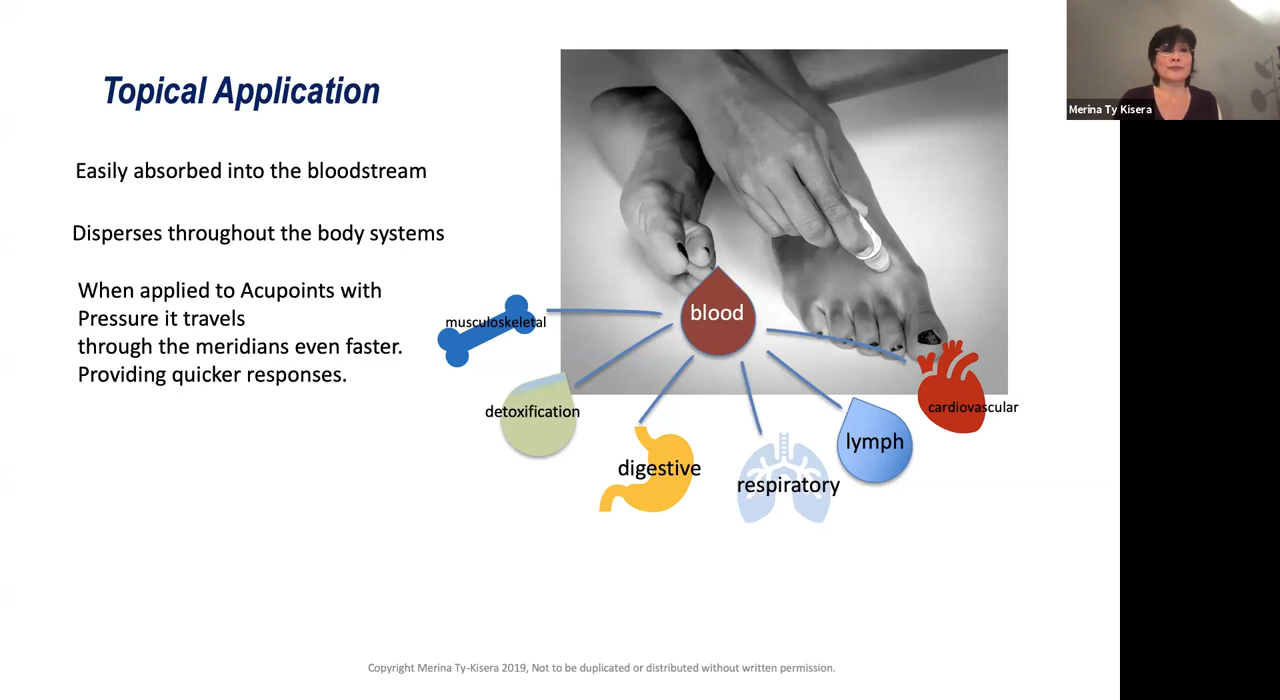 Topical Application
Merina Ty Kisera
Easily absorbed into the bloodstream
Disperses throughout the body systems
When applied to Acupoints with
Pressure it travels
through the meridians even faster.
Providing quicker responses.
blood
musculoskeletal
detoxification
digestive
respiratory
lymph
cardiovascular
Copyright Merina Ty-Kisera 2019, Not to be duplicated or distributed without written permission.